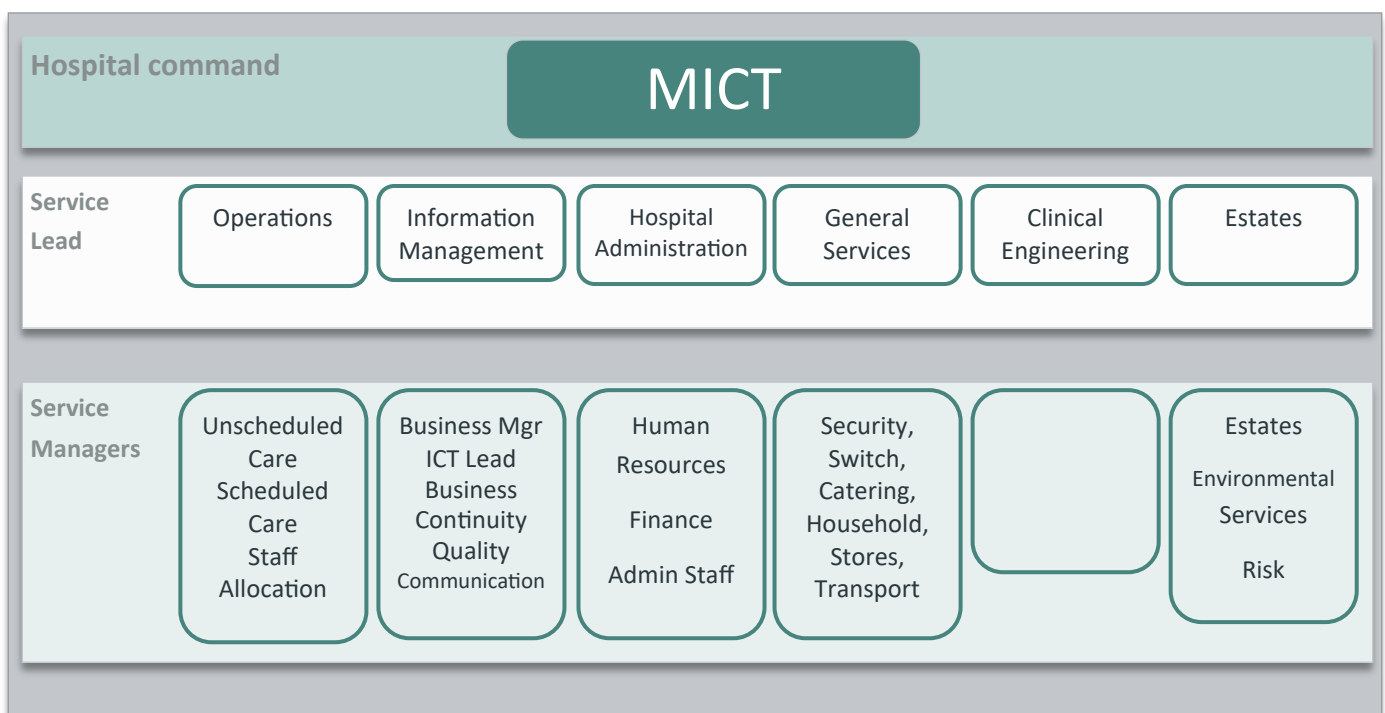 Hospital command
MICT
Service
Lead
Operations
Information
Management
Hospital
Administration
General
Services
Clinical
Engineering
Estates
Service
Managers
Unscheduled
Care
Scheduled
Care
Staff
Allocation
Business Mgr
ICT Lead
Business
Continuity
Quality
Communication
Human
Resources
Finance
Admin Staff
Security,
Switch,
Catering,
Household,
Stores,
Transport
Estates
Environmental
Services
Risk